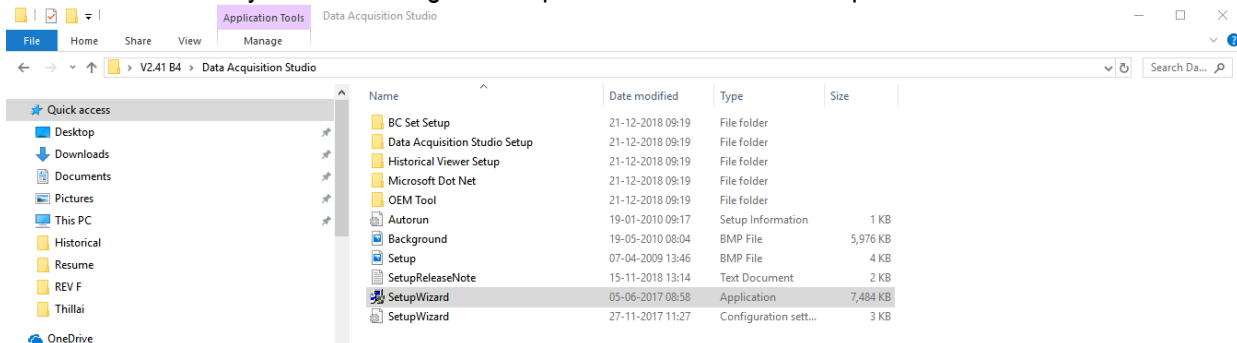 Application Tools Data Acquisition Studio
File Home Share View Manage
V2.41 B4 > Data Acquisition Studio Search Da...
Name Date modified Type Size
Quick access
Desktop
Downloads
Documents
Pictures
This PC
Historical
Resume
REV F
Thillai
OneDrive
BC Set Setup 21-12-2018 09:19 File folder
Data Acquisition Studio Setup 21-12-2018 09:19 File folder
Historical Viewer Setup 21-12-2018 09:19 File folder
Microsoft Dot Net 21-12-2018 09:19 File folder
OEM Tool 21-12-2018 09:19 File folder
Autorun 19-01-2010 09:17 Setup Information 1 KB
Background 19-05-2010 08:04 BMP File 5,976 KB
Setup 07-04-2009 13:46 BMP File 4 KB
SetupReleaseNote 15-11-2018 13:14 Text Document 2 KB
SetupWizard 05-06-2017 08:58 Application 7,484 KB
SetupWizard 27-11-2017 11:27 Configuration sett... 3 KB